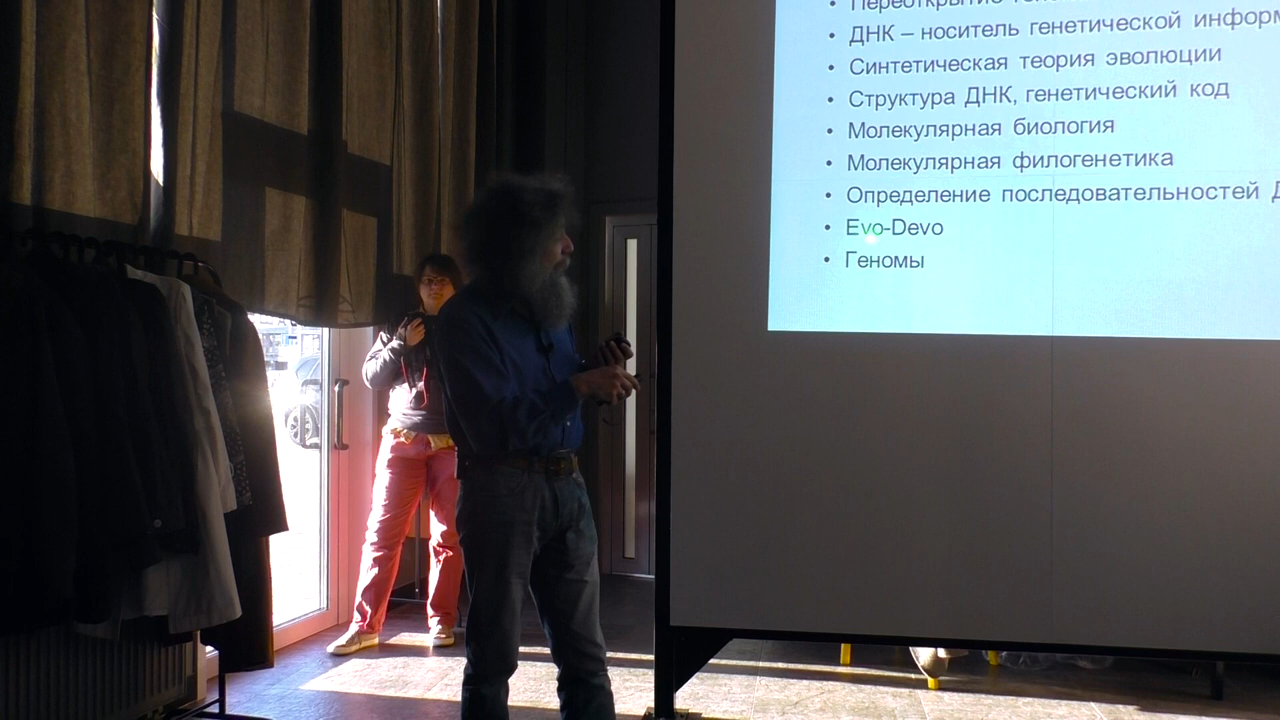 Переоткрытие
ДНК – носитель генетической
Синтетическая теория эволюции
Структура ДНК, генетический код
Молекулярная биология
Молекулярная филогенетика
Определение последовательностей
Evo-Devo
Геномы